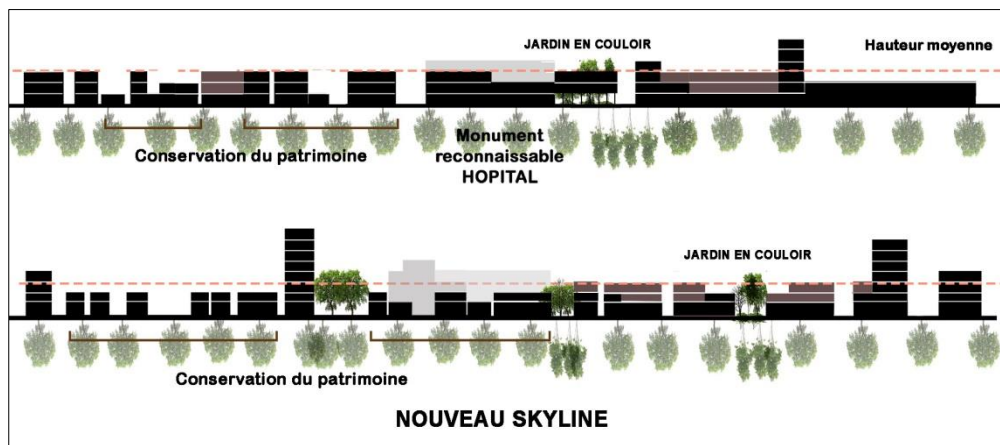 JARDIN EN COULOIR
Hauteur moyenne
Conservation du patrimoine
Monument
reconnaissable
HOPITAL
JARDIN EN COULOIR
Conservation du patrimoine
NOUVEAU SKYLINE